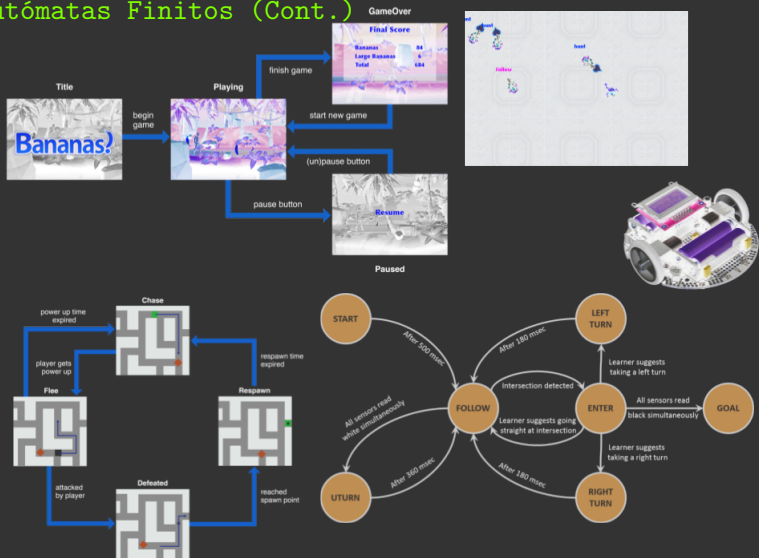 utómatas Finitos (Cont.)
GameOver
Final Score
Bananas 84
Large Bananas 6
Total 684
finish game
Title
Playing
begin
game
start new game
Bananas?
(un)pause button
pause button
Resume
Paused
follow
Chase
power up time
expired
player gets
power up
respawn time
expired
Flee
Respawn
attacked
by player
Defeated
reached
spawn point
START
LEFT
TURN
After 500 msec
After 180 msec
Learner suggests
taking a left turn
Intersection detected
FOLLOW
ENTER
All sensors read
black simultaneously
GOAL
All sensors read
white simultaneously
Learner suggests going
straight at intersection
Learner suggests
taking a right turn
After 360 msec
After 180 msec
UTURN
RIGHT
TURN